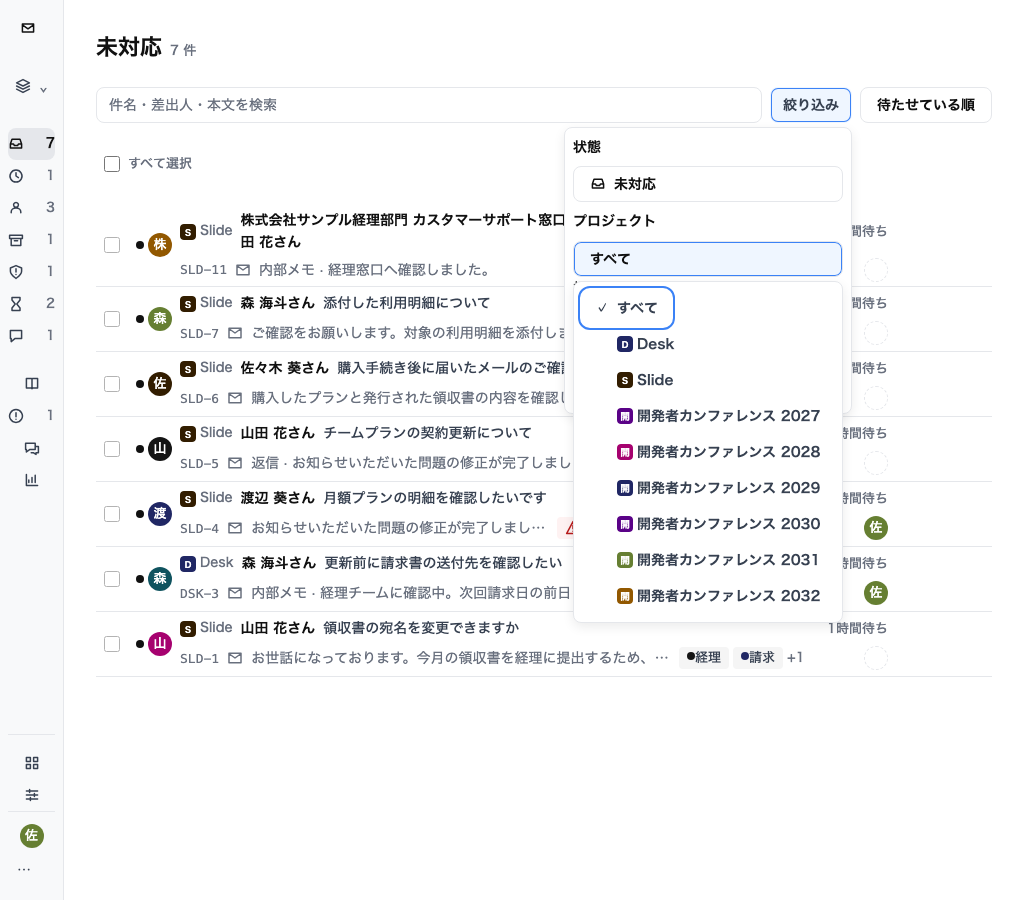 未対応 7 件
件名・差出人・本文を検索
絞り込み
待たせている順
7
1
3
1
1
2
1
1
佐
…
すべて選択
状態
未対応
プロジェクト
すべて
✓ すべて
D Desk
S Slide
開 開発者カンファレンス 2027
開 開発者カンファレンス 2028
開 開発者カンファレンス 2029
開 開発者カンファレンス 2030
開 開発者カンファレンス 2031
開 開発者カンファレンス 2032
株 S Slide 株式会社サンプル経理部門 カスタマーサポート窓口
田 花さん
間待ち
SLD-11 内部メモ · 経理窓口へ確認しました。
森 S Slide 森 海斗さん 添付した利用明細について
間待ち
SLD-7 ご確認をお願いします。対象の利用明細を添付しま
佐 S Slide 佐々木 葵さん 購入手続き後に届いたメールのご確認
間待ち
SLD-6 購入したプランと発行された領収書の内容を確認し
山 S Slide 山田 花さん チームプランの契約更新について
時間待ち
SLD-5 返信 · お知らせいただいた問題の修正が完了しまし
渡 S Slide 渡辺 葵さん 月額プランの明細を確認したいです
時間待ち
SLD-4 お知らせいただいた問題の修正が完了しまし… 佐
森 D Desk 森 海斗さん 更新前に請求書の送付先を確認したい
時間待ち
DSK-3 内部メモ · 経理チームに確認中。次回請求日の前日 佐
山 S Slide 山田 花さん 領収書の宛名を変更できますか
1時間待ち
SLD-1 お世話になっております。今月の領収書を経理に提出するため、… 経理 請求 +1